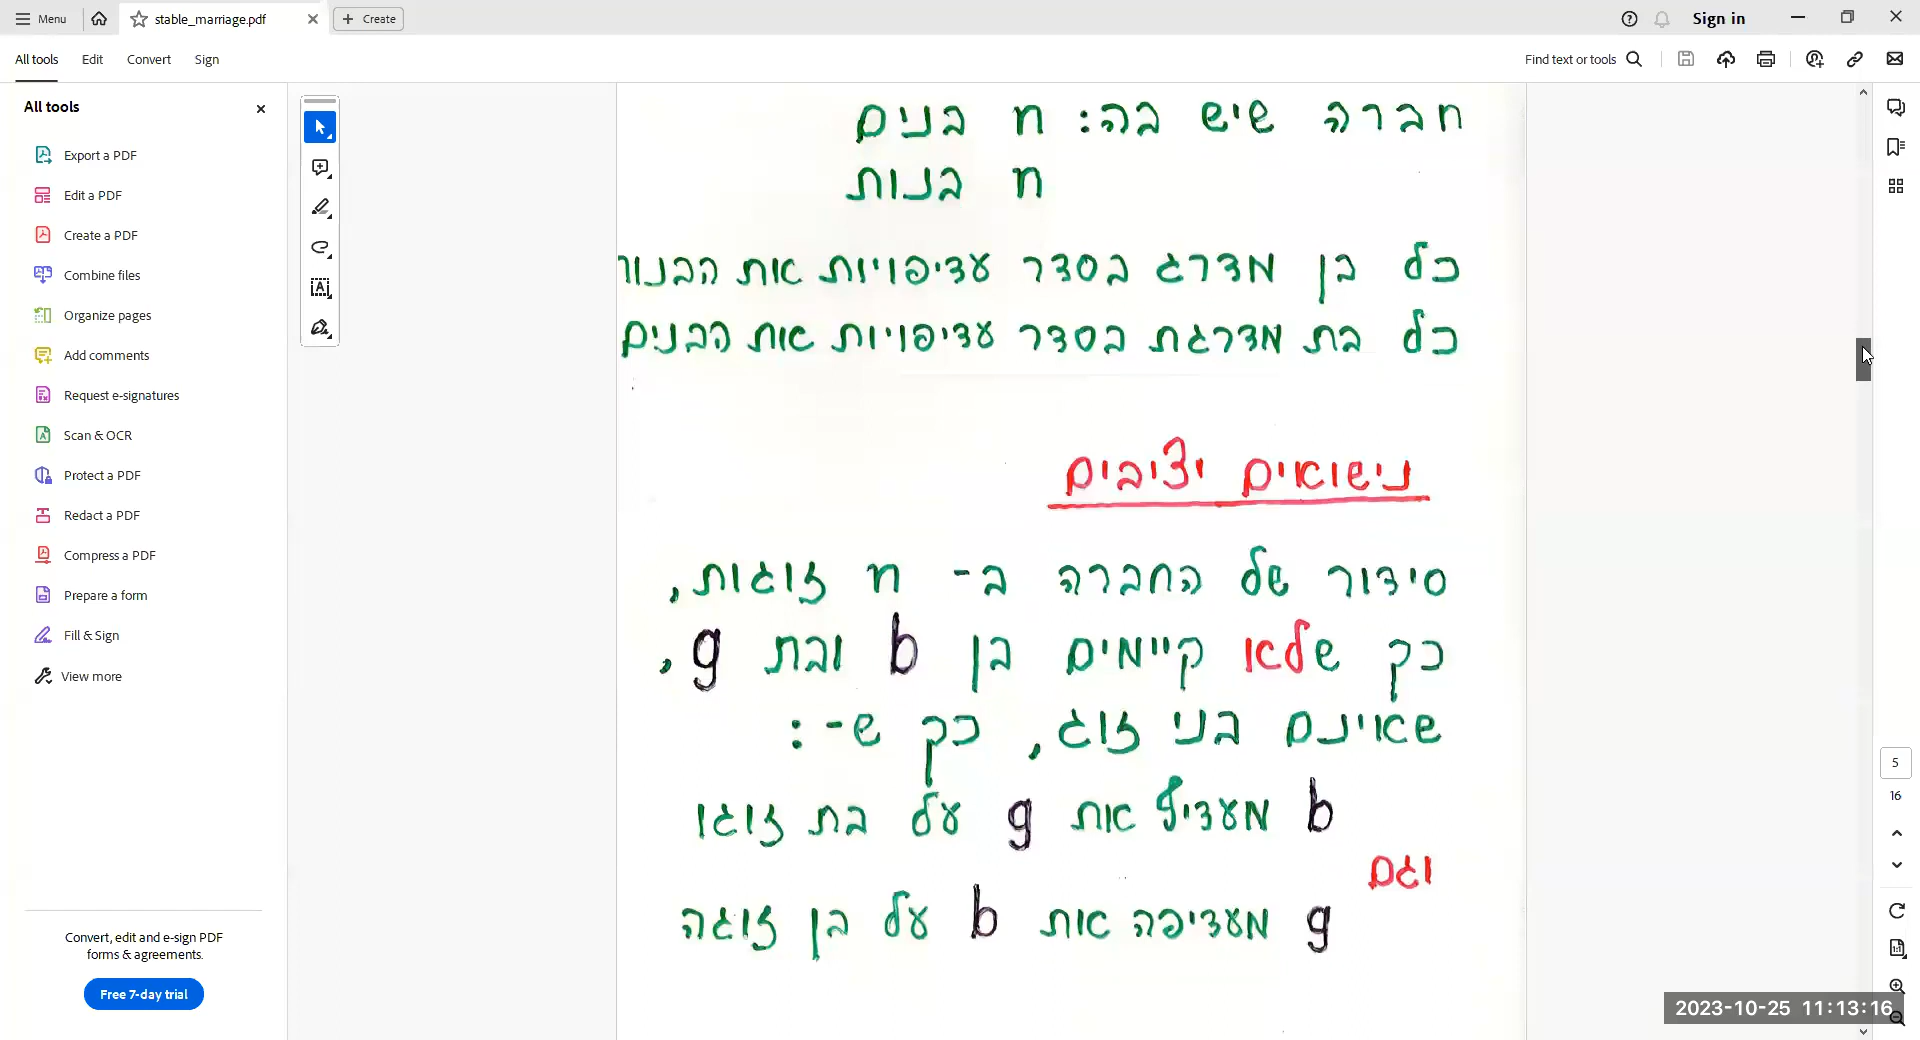 Menu
stable_marriage.pdf
Create
Sign in
All tools
Edit
Convert
Sign
Find text or tools
All tools
Export a PDF
Edit a PDF
Create a PDF
Combine files
Organize pages
Add comments
Request e-signatures
Scan & OCR
Protect a PDF
Redact a PDF
Compress a PDF
Prepare a form
Fill & Sign
View more
Convert, edit and e-sign PDF
forms & agreements.
Free 7-day trial
חברה שיש בה: n בנים
n בנות
כל בן מדרג בסדר עדיפויות את הבנות
כל בת מדרגת בסדר עדיפויות את הבנים
נישואים יציבים
סידור של החברה ב- n זוגות,
כך שלא קיימים בן b ובת g,
שאינם בני זוג, כך ש-:
b מעדיף את g על בת זוגו
וגם
g מעדיפה את b על בן זוגה
5
16
2023-10-25 11:13:16